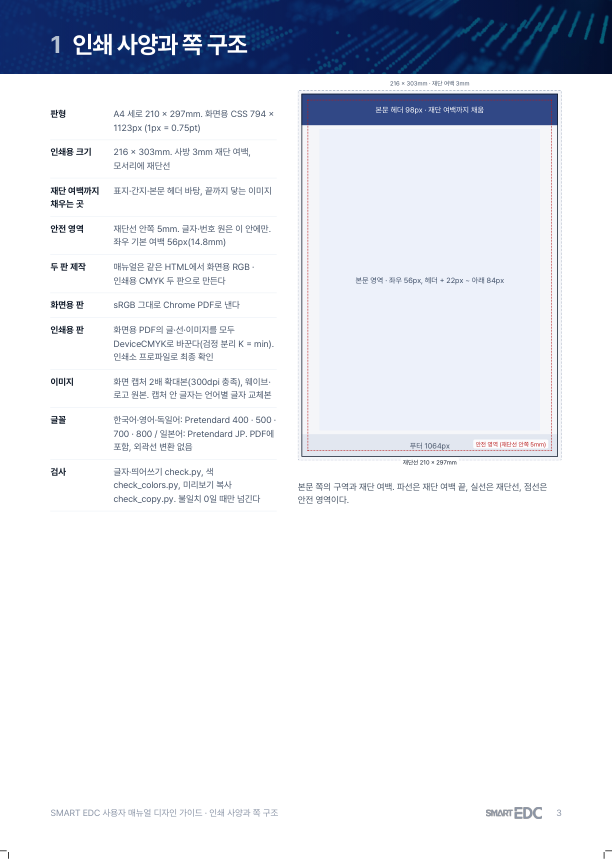 1 인쇄 사양과 쪽 구조
판형
A4 세로 210 × 297mm. 화면용 CSS 794 ×
1123px (1px = 0.75pt)
인쇄용 크기
216 × 303mm. 사방 3mm 재단 여백,
모서리에 재단선
재단 여백까지
채우는 곳
표지·간지·본문 헤더 바탕, 끝까지 닿는 이미지
안전 영역
재단선 안쪽 5mm. 글자·번호 원은 이 안에만.
좌우 기본 여백 56px(14.8mm)
두 판 제작
매뉴얼은 같은 HTML에서 화면용 RGB ·
인쇄용 CMYK 두 판으로 만든다
화면용 판
sRGB 그대로 Chrome PDF로 낸다
인쇄용 판
화면용 PDF의 글·선·이미지를 모두
DeviceCMYK로 바꾼다(검정 분리 K = min).
인쇄소 프로파일로 최종 확인
이미지
화면 캡처 2배 확대본(300dpi 충족), 웨이브·
로고 원본. 캡처 안 글자는 언어별 글자 교체본
글꼴
한국어·영어·독일어: Pretendard 400 · 500 ·
700 · 800 / 일본어: Pretendard JP. PDF에
포함, 외곽선 변환 없음
검사
글자·띄어쓰기 check.py, 색
check_colors.py, 미리보기 복사
check_copy.py. 불일치 0일 때만 넘긴다
216 × 303mm · 재단 여백 3mm
본문 헤더 98px · 재단 여백까지 채움
본문 영역 · 좌우 56px, 헤더 + 22px ~ 아래 84px
푸터 1064px
안전 영역 (재단선 안쪽 5mm)
재단선 210 × 297mm
본문 쪽의 구역과 재단 여백. 파선은 재단 여백 끝, 실선은 재단선, 점선은
안전 영역이다.
SMART EDC 사용자 매뉴얼 디자인 가이드 · 인쇄 사양과 쪽 구조
SMART EDC
3